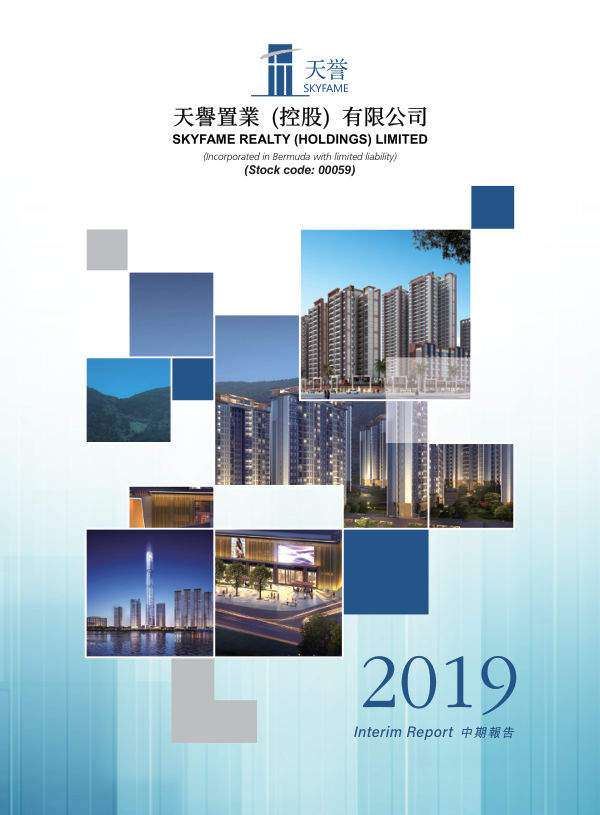 天誉
SKYFAME
天譽置業 (控股) 有限公司
SKYFAME REALTY (HOLDINGS) LIMITED
(Incorporated in Bermuda with limited liability)
(Stock code: 00059)
2019
Interim Report 中期報告